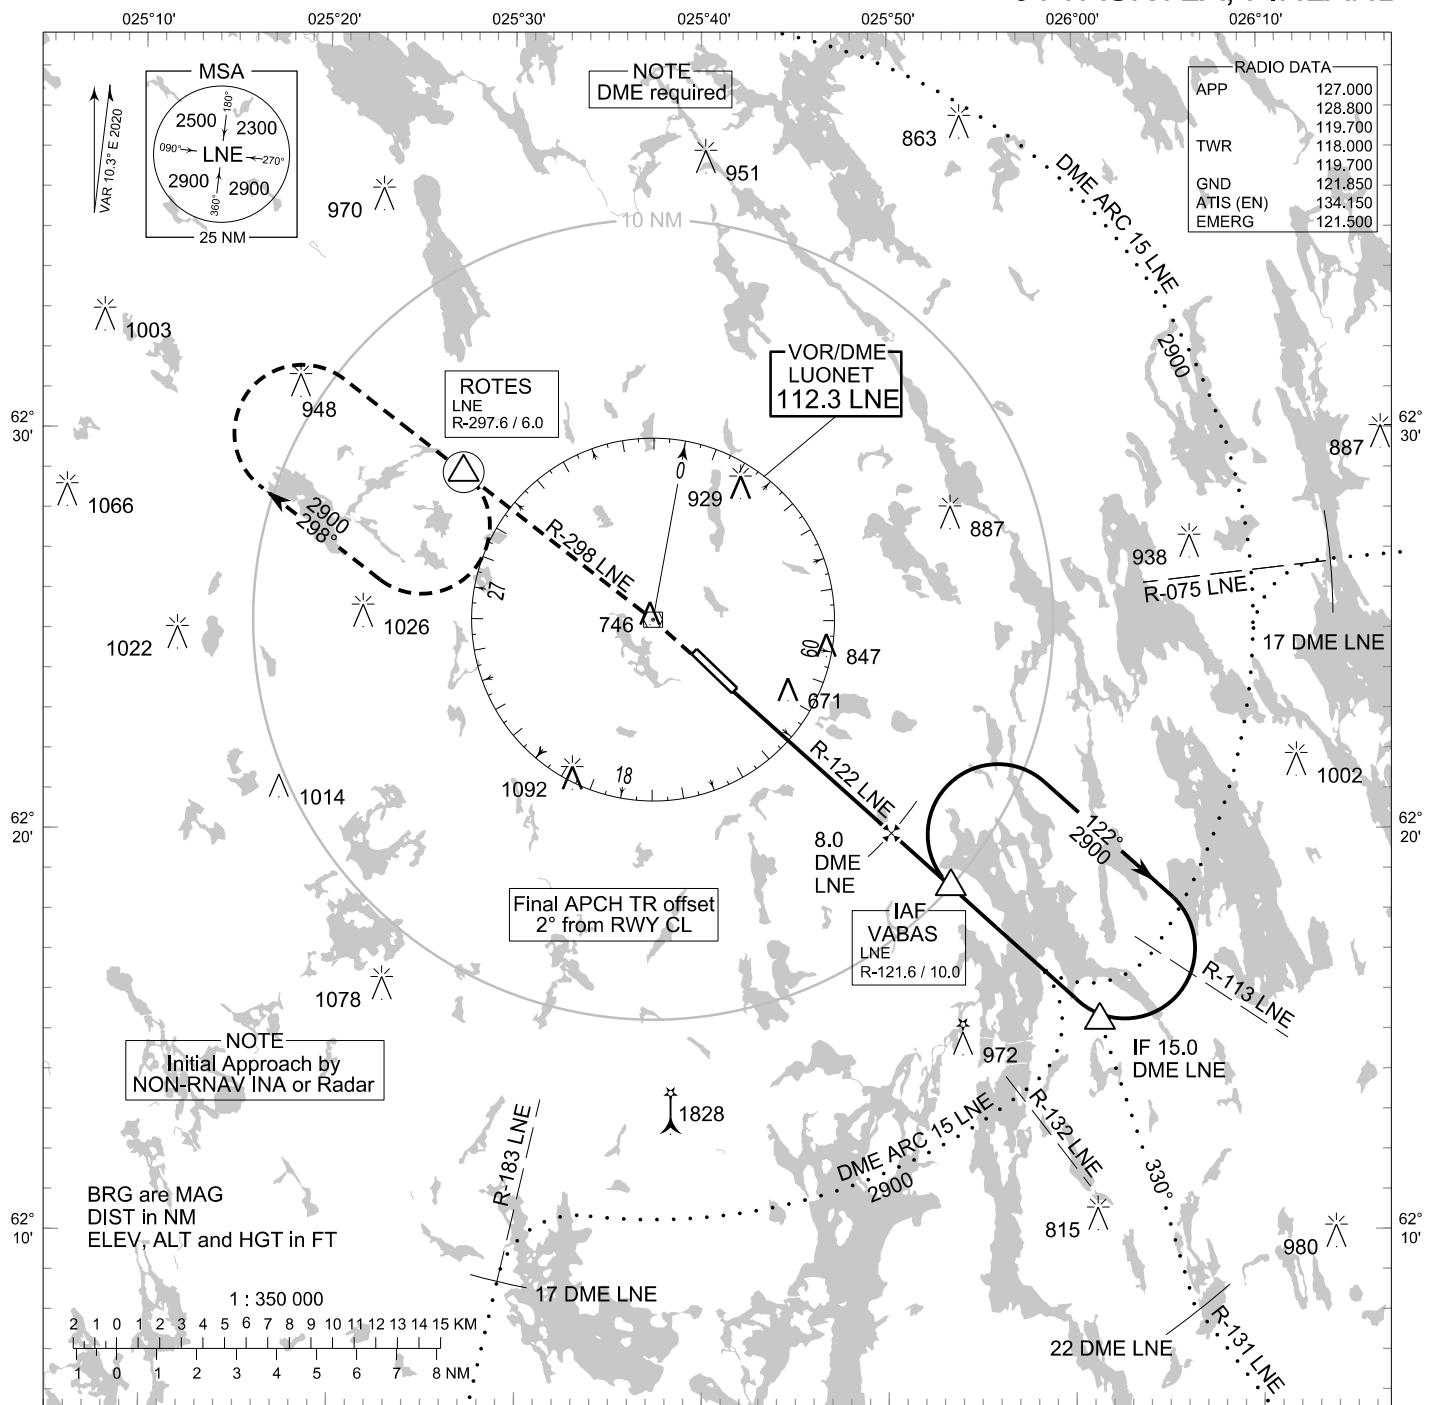 025°10' 025°20' 025°30' 025°40' 025°50' 026°00' 026°10'
MSA
2500
2300
2900
2900
LNE
180°
090°
270°
360°
25 NM
VAR 10.3° E 2020
NOTE
DME required
RADIO DATA
APP 127.000
128.800
119.700
TWR 118.000
119.700
GND 121.850
ATIS (EN) 134.150
EMERG 121.500
863
951
970
10 NM
DME ARC 15 LNE
2900
1003
VOR/DME
LUONET
112.3 LNE
ROTES
LNE
R-297.6 / 6.0
948
62°
30'
62°
30'
887
1066
2900
298°
0
929
887
R-298 LNE
27
938
R-075 LNE
1022
1026
746
60
847
17 DME LNE
671
R-122 LNE
1092
18
1014
1002
62°
20'
62°
20'
8.0
DME
LNE
122°
2900
Final APCH TR offset
2° from RWY CL
IAF
VABAS
LNE
R-121.6 / 10.0
R-113 LNE
1078
NOTE
Initial Approach by
NON-RNAV INA or Radar
972
IF 15.0
DME LNE
1828
R-183 LNE
DME ARC 15 LNE
2900
R-132 LNE
330°
BRG are MAG
DIST in NM
ELEV, ALT and HGT in FT
62°
10'
62°
10'
815
980
17 DME LNE
1 : 350 000
2 1 0 1 2 3 4 5 6 7 8 9 10 11 12 13 14 15 KM
1 0 1 2 3 4 5 6 7 8 NM
22 DME LNE
R-131 LNE